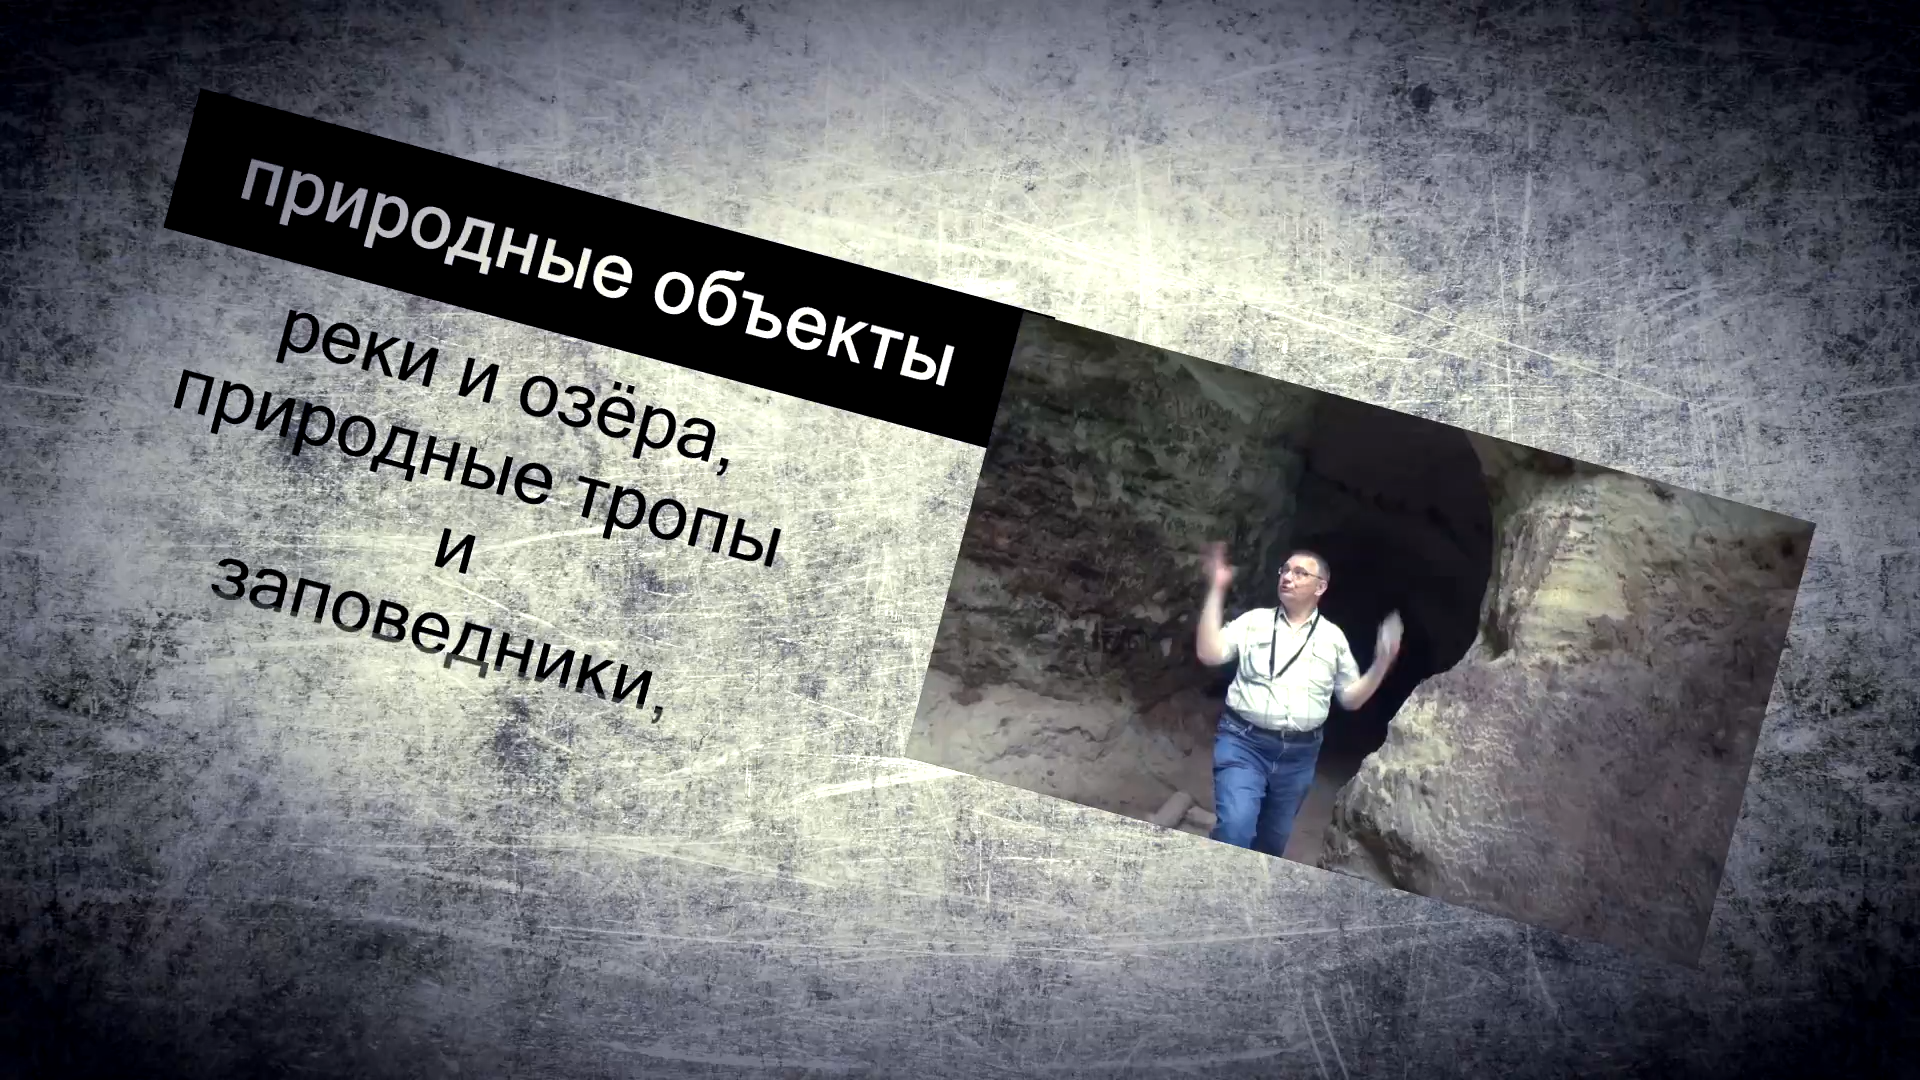 природные объекты
реки и озёра,
природные тропы
и
заповедники,